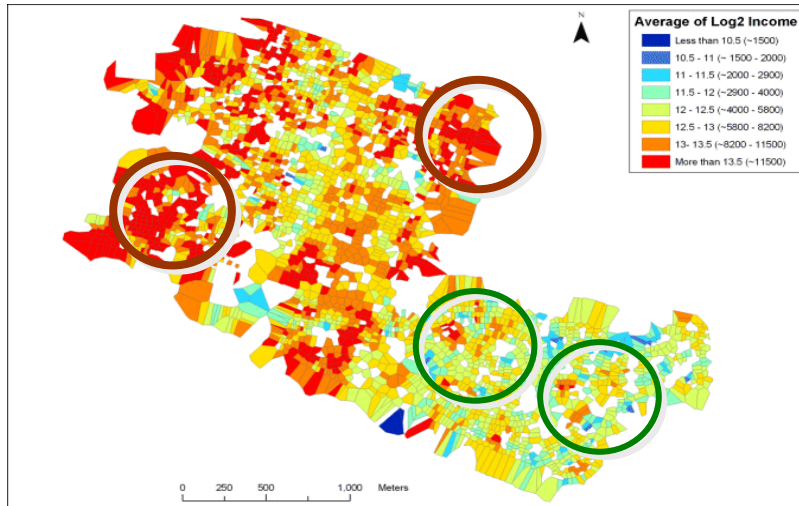 N
Average of Log2 Income
Less than 10.5 (~1500)
10.5 - 11 (~ 1500 - 2000)
11 - 11.5 (~2000 - 2900)
11.5 - 12 (~2900 - 4000)
12 - 12.5 (~4000 - 5800)
12.5 - 13 (~5800 - 8200)
13- 13.5 (~8200 - 11500)
More than 13.5 (~11500)
0 250 500 1,000 Meters